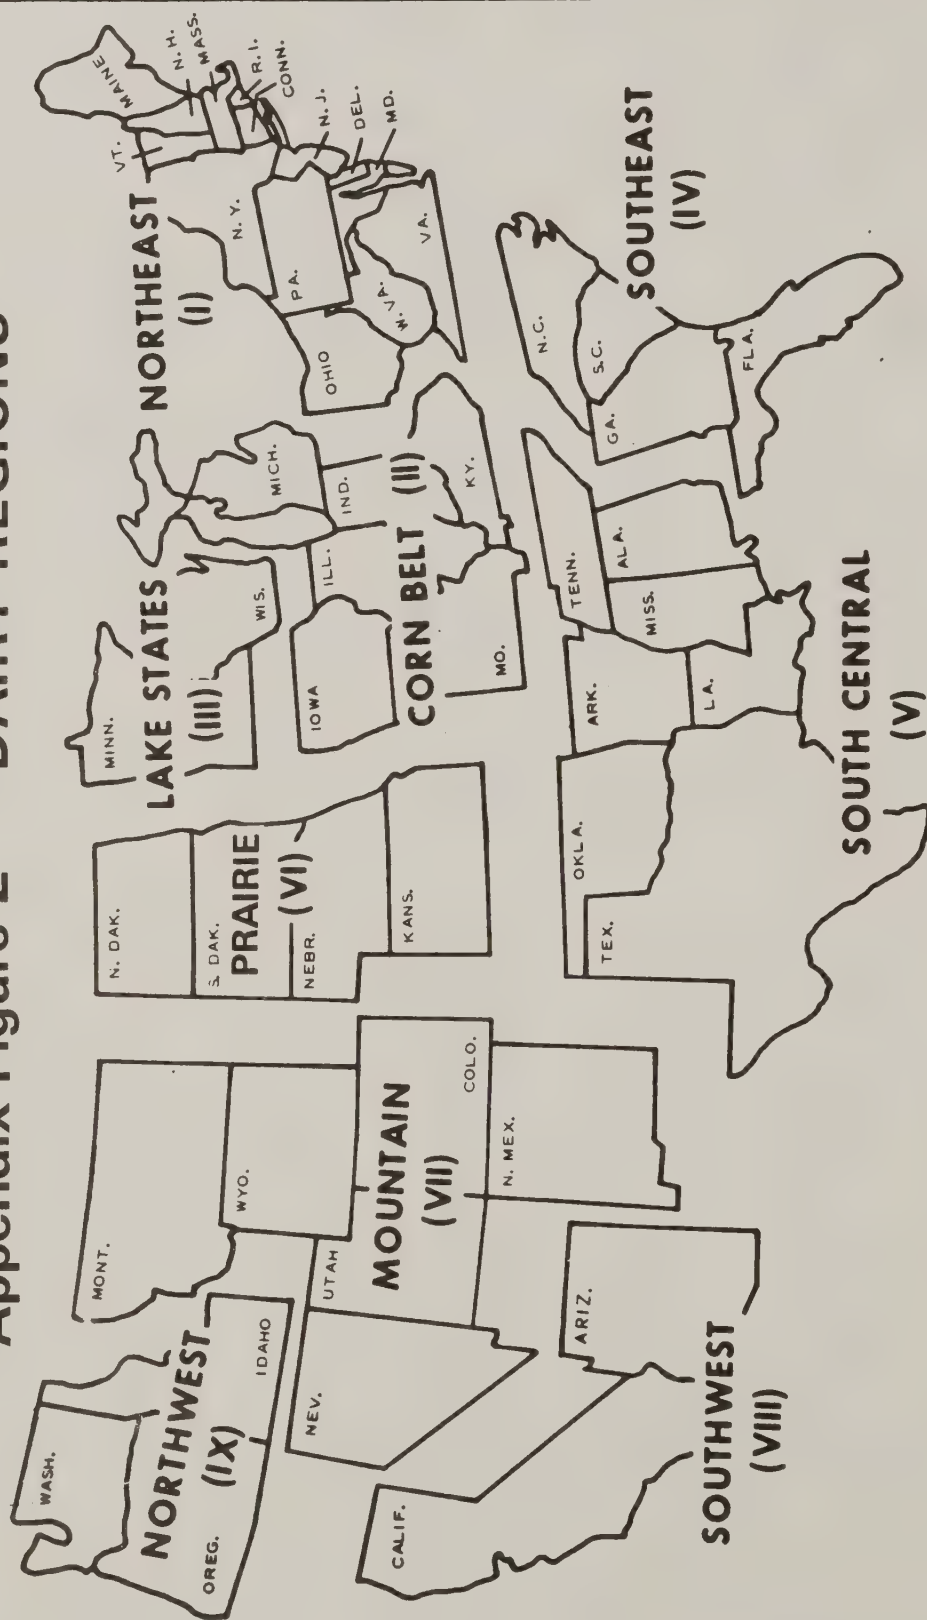 Appendix Figure 2 DAIRY REGIONS
NORTHWEST
(IX)
WASH.
OREG.
IDAHO
MOUNTAIN
(VII)
MONT.
WYO.
NEV.
UTAH
COLO.
N. MEX.
SOUTHWEST
(VIII)
CALIF.
ARIZ.
PRAIRIE
(VI)
N. DAK.
S. DAK.
NEBR.
KANS.
LAKE STATES
(III)
MINN.
WIS.
MICH.
CORN BELT
(II)
IOWA
ILL.
IND.
MO.
KY.
NORTHEAST
(I)
MAINE
VT.
N. H.
MASS.
R. I.
CONN.
N. Y.
N. J.
PA.
DEL.
MD.
OHIO
W. VA.
VA.
SOUTH CENTRAL
(V)
TEX.
OKLA.
ARK.
LA.
TENN.
MISS.
ALA.
SOUTHEAST
(IV)
N.C.
S.C.
GA.
FLA.